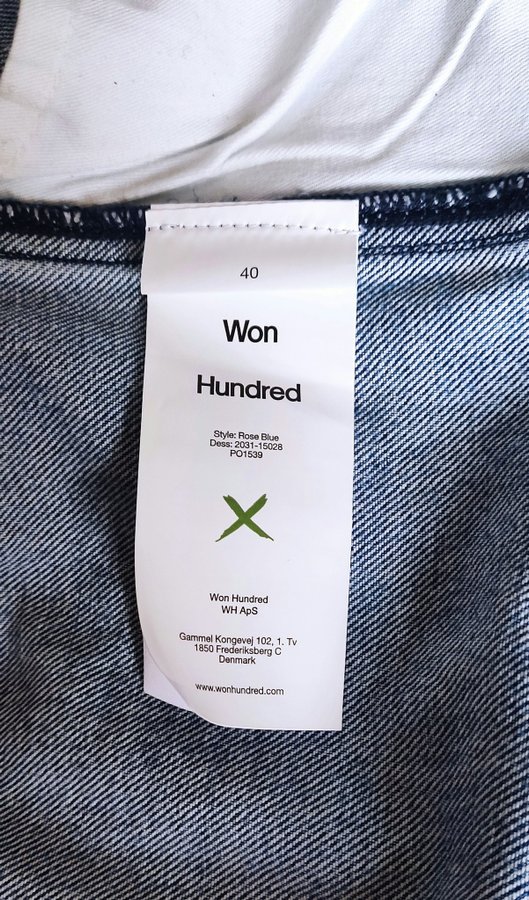 40
Won
Hundred
Style: Rose Blue
Dess: 2031-15028
PO1539
Won Hundred
WH ApS
Gammel Kongevej 102, 1. Tv
1850 Frederiksberg C
Denmark
www.wonhundred.com